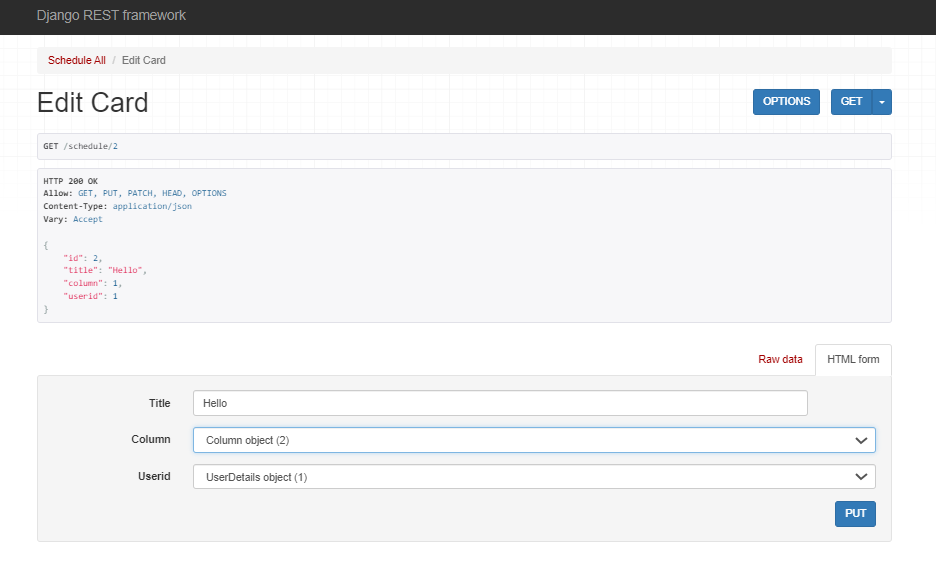 Django REST framework
Schedule All / Edit Card
Edit Card
OPTIONS GET
GET /schedule/2
HTTP 200 OK
Allow: GET, PUT, PATCH, HEAD, OPTIONS
Content-Type: application/json
Vary: Accept
{
"id": 2,
"title": "Hello",
"column": 1,
"userid": 1
}
Raw data HTML form
Title Hello
Column Column object (2)
Userid UserDetails object (1)
PUT